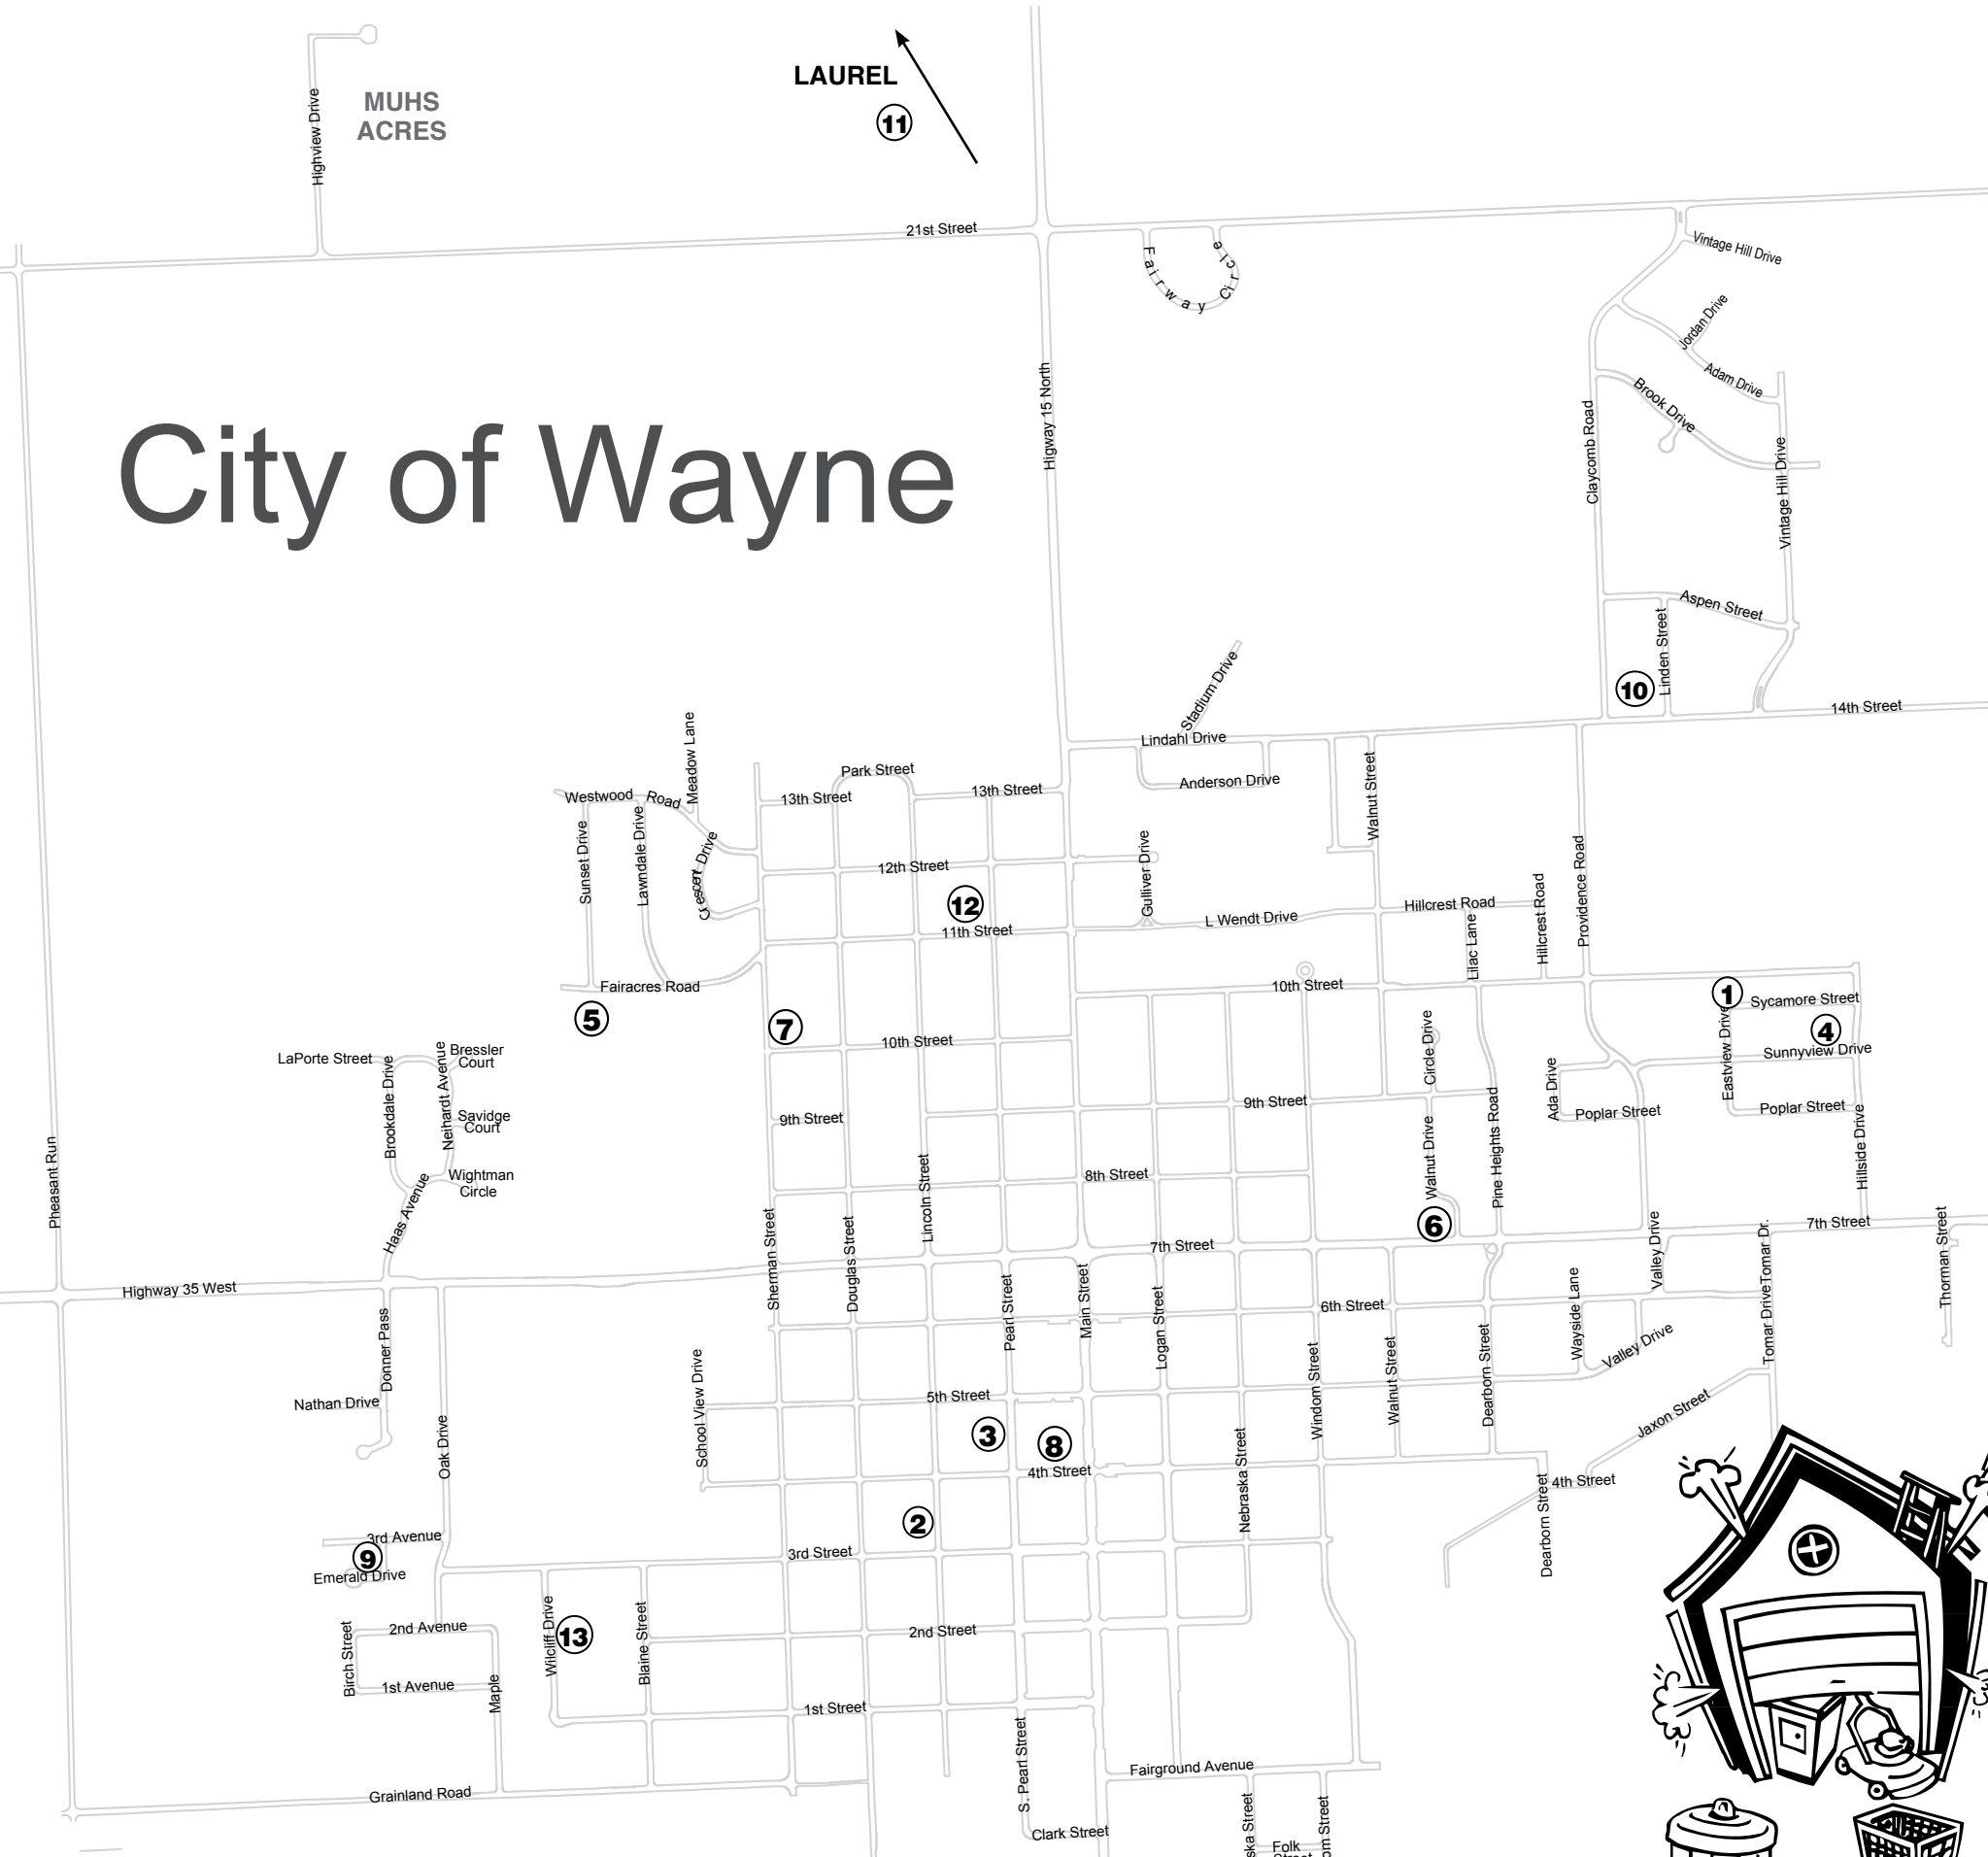 LAUREL
11
MUHS
ACRES
Highview Drive
21st Street
Fairway Circle
Vintage Hill Drive
Jordan Drive
Adam Drive
Brook Drive
City of Wayne
Higway 15 North
Claycomb Road
Vintage Hill Drive
Aspen Street
Linden Street
10
14th Street
Stadium Drive
Lindahl Drive
Anderson Drive
Meadow Lane
Park Street
13th Street
13th Street
Westwood Road
Sunset Drive
Lawndale Drive
Crescent Drive
12th Street
12
11th Street
Gulliver Drive
Walnut Street
L Wendt Drive
Hillcrest Road
Hillcrest Road
Lilac Lane
Providence Road
Fairacres Road
5
7
10th Street
10th Street
1
Sycamore Street
4
Sunnyview Drive
Eastview Drive
Poplar Street
Poplar Street
Ada Drive
Circle Drive
LaPorte Street
Bressler
Court
Brookdale Drive
Neihardt Avenue
Savidge
Court
Wightman
Circle
Haas Avenue
9th Street
9th Street
8th Street
Walnut Drive
Pine Heights Road
Hillside Drive
Pheasant Run
Lincoln Street
Sherman Street
Douglas Street
6
7th Street
7th Street
Valley Drive
Tomar Dr.
Thorman Street
Highway 35 West
Pearl Street
Main Street
Logan Street
6th Street
Wayside Lane
Tomar Drive
Valley Drive
Donner Pass
Nathan Drive
School View Drive
5th Street
Windom Street
Walnut Street
Dearborn Street
Jaxon Street
Oak Drive
3
8
4th Street
4th Street
Nebraska Street
Dearborn Street
2
3rd Avenue
9
Emerald Drive
3rd Street
2nd Avenue
Birch Street
1st Avenue
Maple
Wilcliff Drive
13
Blaine Street
2nd Street
1st Street
S. Pearl Street
Fairground Avenue
Grainland Road
Clark Street
ska Street
om Street
Folk